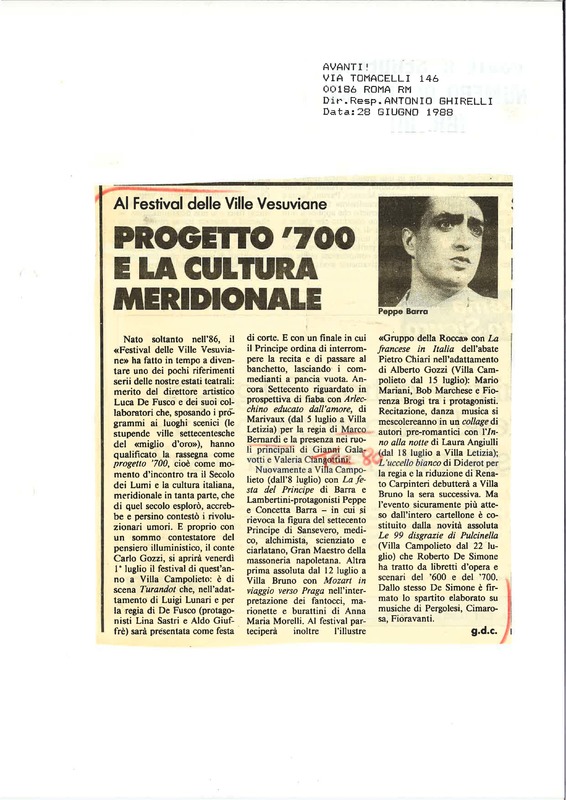 AVANTI!
VIA TOMACELLI 146
00186 ROMA RM
Dir.Resp.ANTONIO GHIRELLI
Data:28 GIUGNO 1988
Al Festival delle Ville Vesuviane
PROGETTO '700
E LA CULTURA
MERIDIONALE
Peppe Barra
Nato soltanto nell'86, il
«Festival delle Ville Vesuvia-
ne» ha fatto in tempo a diven-
tare uno dei pochi riferimenti
serii delle nostre estati teatrali:
merito del direttore artistico
Luca De Fusco e dei suoi col-
laboratori che, sposando i pro-
grammi ai luoghi scenici (le
stupende ville settecentesche
del «miglio d'oro»), hanno
qualificato la rassegna come
progetto '700, cioè come mo-
mento d'incontro tra il Secolo
dei Lumi e la cultura italiana,
meridionale in tanta parte, che
di quel secolo esplorò, accreb-
be e persino contestò i rivolu-
zionari umori. E proprio con
un sommo contestatore del
pensiero illuministico, il conte
Carlo Gozzi, si aprirà venerdì
1° luglio il festival di quest'an-
no a Villa Campolieto: è di
scena Turandot che, nell'adat-
tamento di Luigi Lunari e per
la regia di De Fusco (protago-
nisti Lina Sastri e Aldo Giuf-
frè) sarà presentata come festa
di corte. E con un finale in cui
il Principe ordina di interrom-
pere la recita e di passare al
banchetto, lasciando i com-
medianti a pancia vuota. An-
cora Settecento riguardato in
prospettiva di fiaba con Arlec-
chino educato dall'amore, di
Marivaux (dal 5 luglio a Villa
Letizia) per la regia di Marco
Bernardi e la presenza nei ruo-
li principali di Gianni Gala-
votti e Valeria Ciangottini.
Nuovamente a Villa Campo-
lieto (dall'8 luglio) con La fe-
sta del Principe di Barra e
Lambertini-protagonisti Peppe
e Concetta Barra – in cui si
rievoca la figura del settecento
Principe di Sansevero, medi-
co, alchimista, scienziato e
ciarlatano, Gran Maestro della
massoneria napoletana. Altra
prima assoluta dal 12 luglio a
Villa Bruno con Mozart in
viaggio verso Praga nell'inter-
pretazione dei fantocci, ma-
rionette e burattini di Anna
Maria Morelli. Al festival par-
teciperà inoltre l'illustre
«Gruppo della Rocca» con La
francese in Italia dell'abate
Pietro Chiari nell'adattamento
di Alberto Gozzi (Villa Cam-
polieto dal 15 luglio): Mario
Mariani, Bob Marchese e Fio-
renza Brogi tra i protagonisti.
Recitazione, danza musica si
mescoleranno in un collage di
autori pre-romantici con l'In-
no alla notte di Laura Angiulli
(dal 18 luglio a Villa Letizia);
L'uccello bianco di Diderot per
la regia e la riduzione di Rena-
to Carpinteri debutterà a Villa
Bruno la sera successiva. Ma
l'evento sicuramente più atte-
so dall'intero cartellone è co-
stituito dalla novità assoluta
Le 99 disgrazie di Pulcinella
(Villa Campolieto dal 22 lu-
glio) che Roberto De Simone
ha tratto da libretti d'opera e
scenari del '600 e del '700.
Dallo stesso De Simone è fir-
mato lo spartito elaborato su
musiche di Pergolesi, Cimaro-
sa, Fioravanti.
g.d.c.